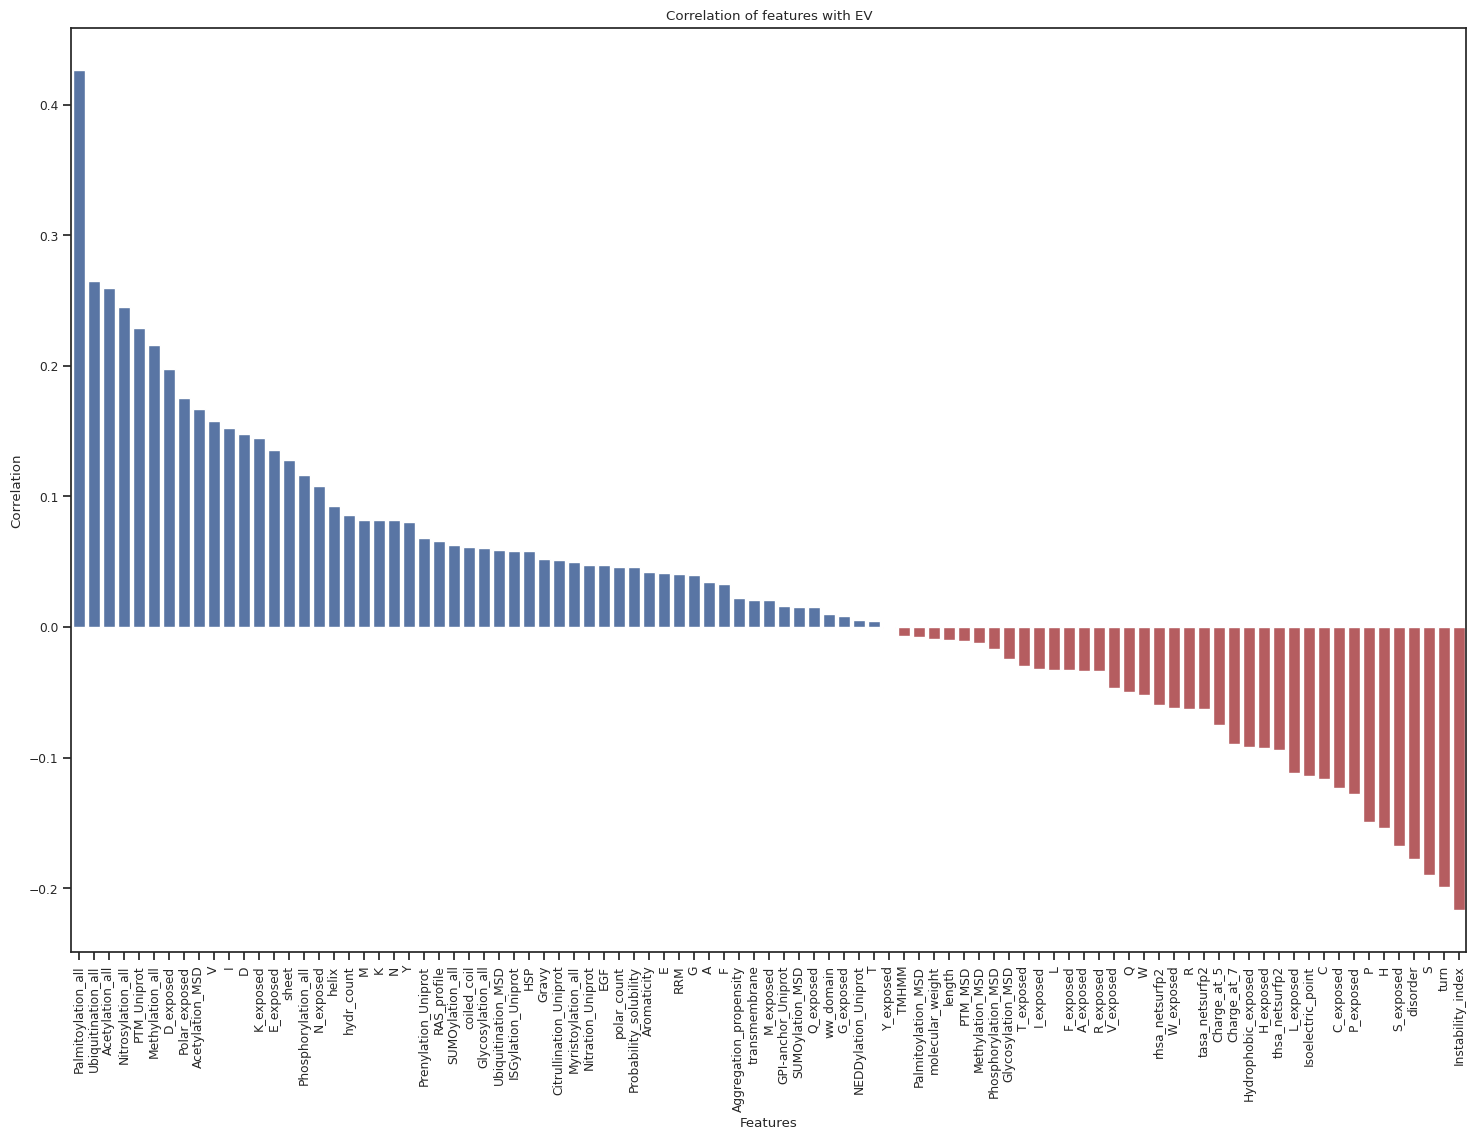 Correlation of features with EV
Correlation
0.4
0.3
0.2
0.1
0.0
−0.1
−0.2
Palmitoylation_all
Ubiquitination_all
Acetylation_all
Nitrosylation_all
PTM_Uniprot
Methylation_all
D_exposed
Polar_exposed
Acetylation_MSD
V
I
D
K_exposed
E_exposed
sheet
Phosphorylation_all
N_exposed
helix
hydr_count
M
K
N
Y
Prenylation_Uniprot
RAS_profile
SUMOylation_all
coiled_coil
Glycosylation_all
Ubiquitination_MSD
ISGylation_Uniprot
HSP
Gravy
Citrullination_Uniprot
Myristoylation_all
Nitration_Uniprot
EGF
polar_count
Probability_solubility
Aromaticity
E
RRM
G
A
F
Aggregation_propensity
transmembrane
M_exposed
GPI-anchor_Uniprot
SUMOylation_MSD
Q_exposed
ww_domain
G_exposed
NEDDylation_Uniprot
T
Y_exposed
TMHMM
Palmitoylation_MSD
molecular_weight
length
PTM_MSD
Methylation_MSD
Phosphorylation_MSD
Glycosylation_MSD
T_exposed
I_exposed
L
F_exposed
A_exposed
R_exposed
V_exposed
Q
W
rhsa_netsurfp2
W_exposed
R
tasa_netsurfp2
Charge_at_5
Charge_at_7
Hydrophobic_exposed
H_exposed
thsa_netsurfp2
L_exposed
Isoelectric_point
C
C_exposed
P_exposed
P
H
S_exposed
disorder
S
turn
Instability_index
Features